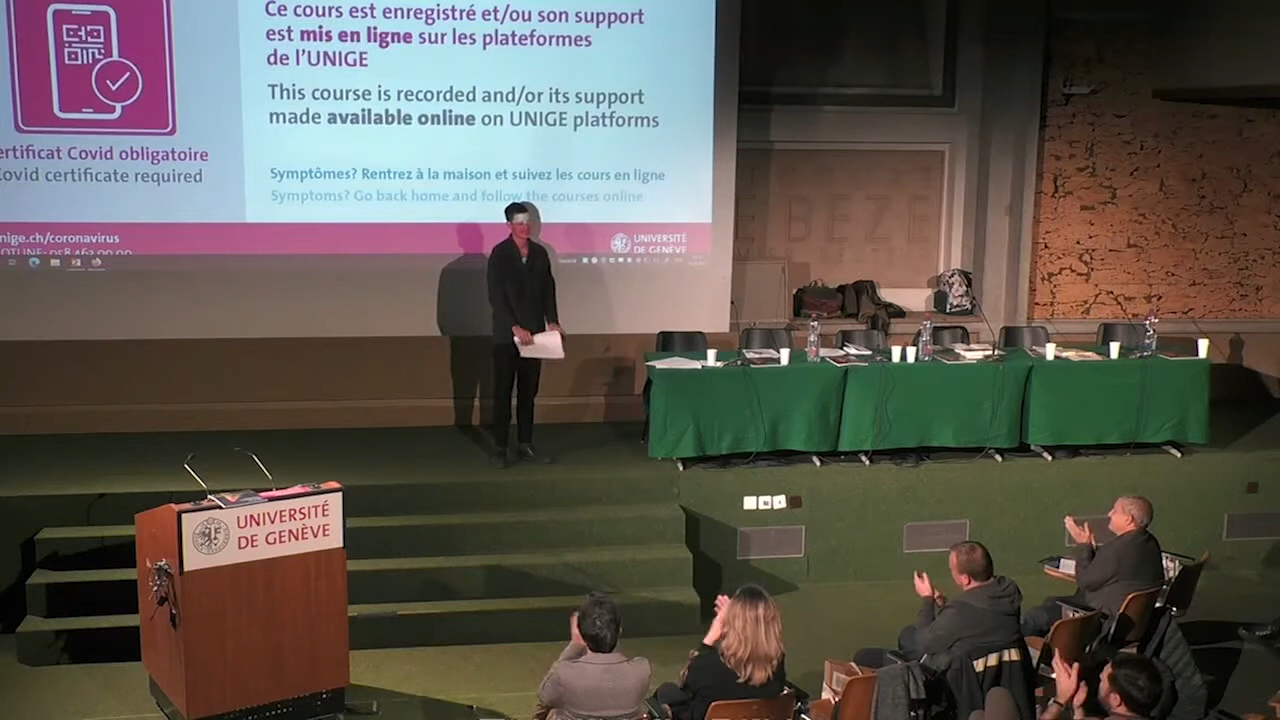 Ce cours est enregistré et/ou son support
est mis en ligne sur les plateformes
de l'UNIGE
This course is recorded and/or its support
made available online on UNIGE platforms
ertificat Covid obligatoire
ovid certificate required
Symptômes? Rentrez à la maison et suivez les cours en ligne
Symptoms? Go back home and follow the courses online
nige.ch/coronavirus
UNIVERSITÉ
DE GENÈVE
E BEZE
UNIVERSITÉ
DE GENÈVE